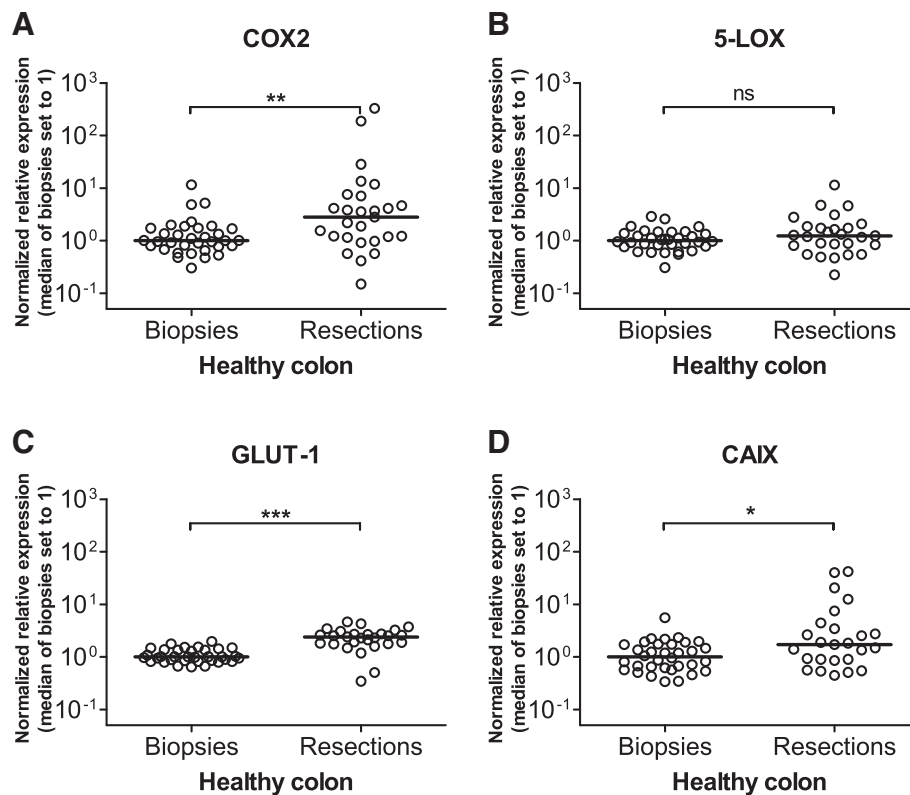 A
COX2
Normalized relative expression
(median of biopsies set to 1)
10³
10²
10¹
10⁰
10⁻¹
**
Biopsies
Resections
Healthy colon
B
5-LOX
Normalized relative expression
(median of biopsies set to 1)
10³
10²
10¹
10⁰
10⁻¹
ns
Biopsies
Resections
Healthy colon
C
GLUT-1
Normalized relative expression
(median of biopsies set to 1)
10³
10²
10¹
10⁰
10⁻¹
***
Biopsies
Resections
Healthy colon
D
CAIX
Normalized relative expression
(median of biopsies set to 1)
10³
10²
10¹
10⁰
10⁻¹
*
Biopsies
Resections
Healthy colon